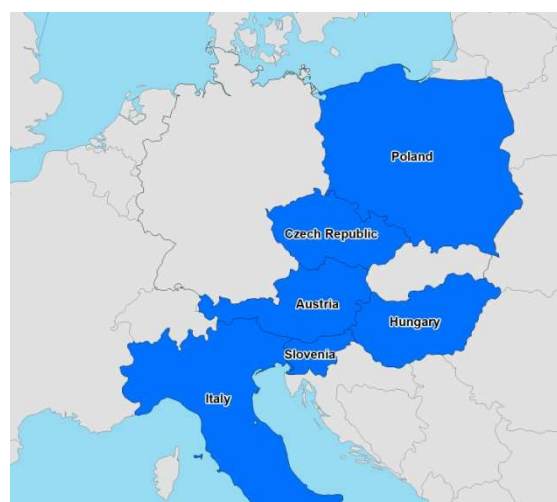 Poland
Czech Republic
Austria
Hungary
Slovenia
Italy